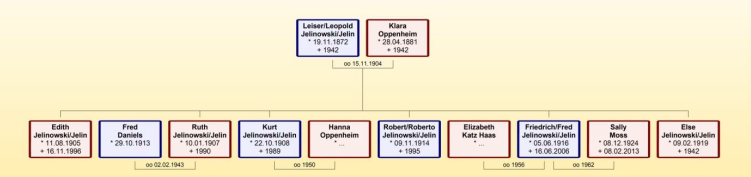 Leiser/Leopold
Jelinowski/Jelin
* 19.11.1872
+ 1942
Klara
Oppenheim
* 28.04.1881
+ 1942
oo 15.11.1904
Edith
Jelinowski/Jelin
* 11.08.1905
+ 16.11.1996
Fred
Daniels
* 29.10.1913
Ruth
Jelinowski/Jelin
* 10.01.1907
+ 1990
Kurt
Jelinowski/Jelin
* 22.10.1908
+ 1989
Hanna
Oppenheim
* ...
Robert/Roberto
Jelinowski/Jelin
* 09.11.1914
+ 1995
Elizabeth
Katz Haas
* ...
Friedrich/Fred
Jelinowski/Jelin
* 05.06.1916
+ 16.06.2006
Sally
Moss
* 08.12.1924
+ 08.02.2013
Else
Jelinowski/Jelin
* 09.02.1919
+ 1942
oo 02.02.1943
oo 1950
oo 1956
oo 1962